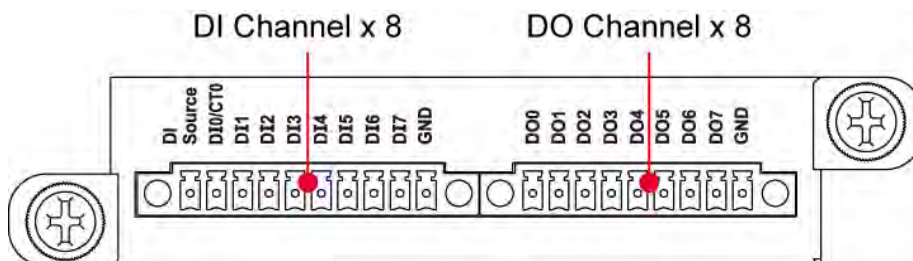 DI Channel x 8
DO Channel x 8
DI
Source
DI0/CT0
DI1
DI2
DI3
DI4
DI5
DI6
DI7
GND
DO0
DO1
DO2
DO3
DO4
DO5
DO6
DO7
GND